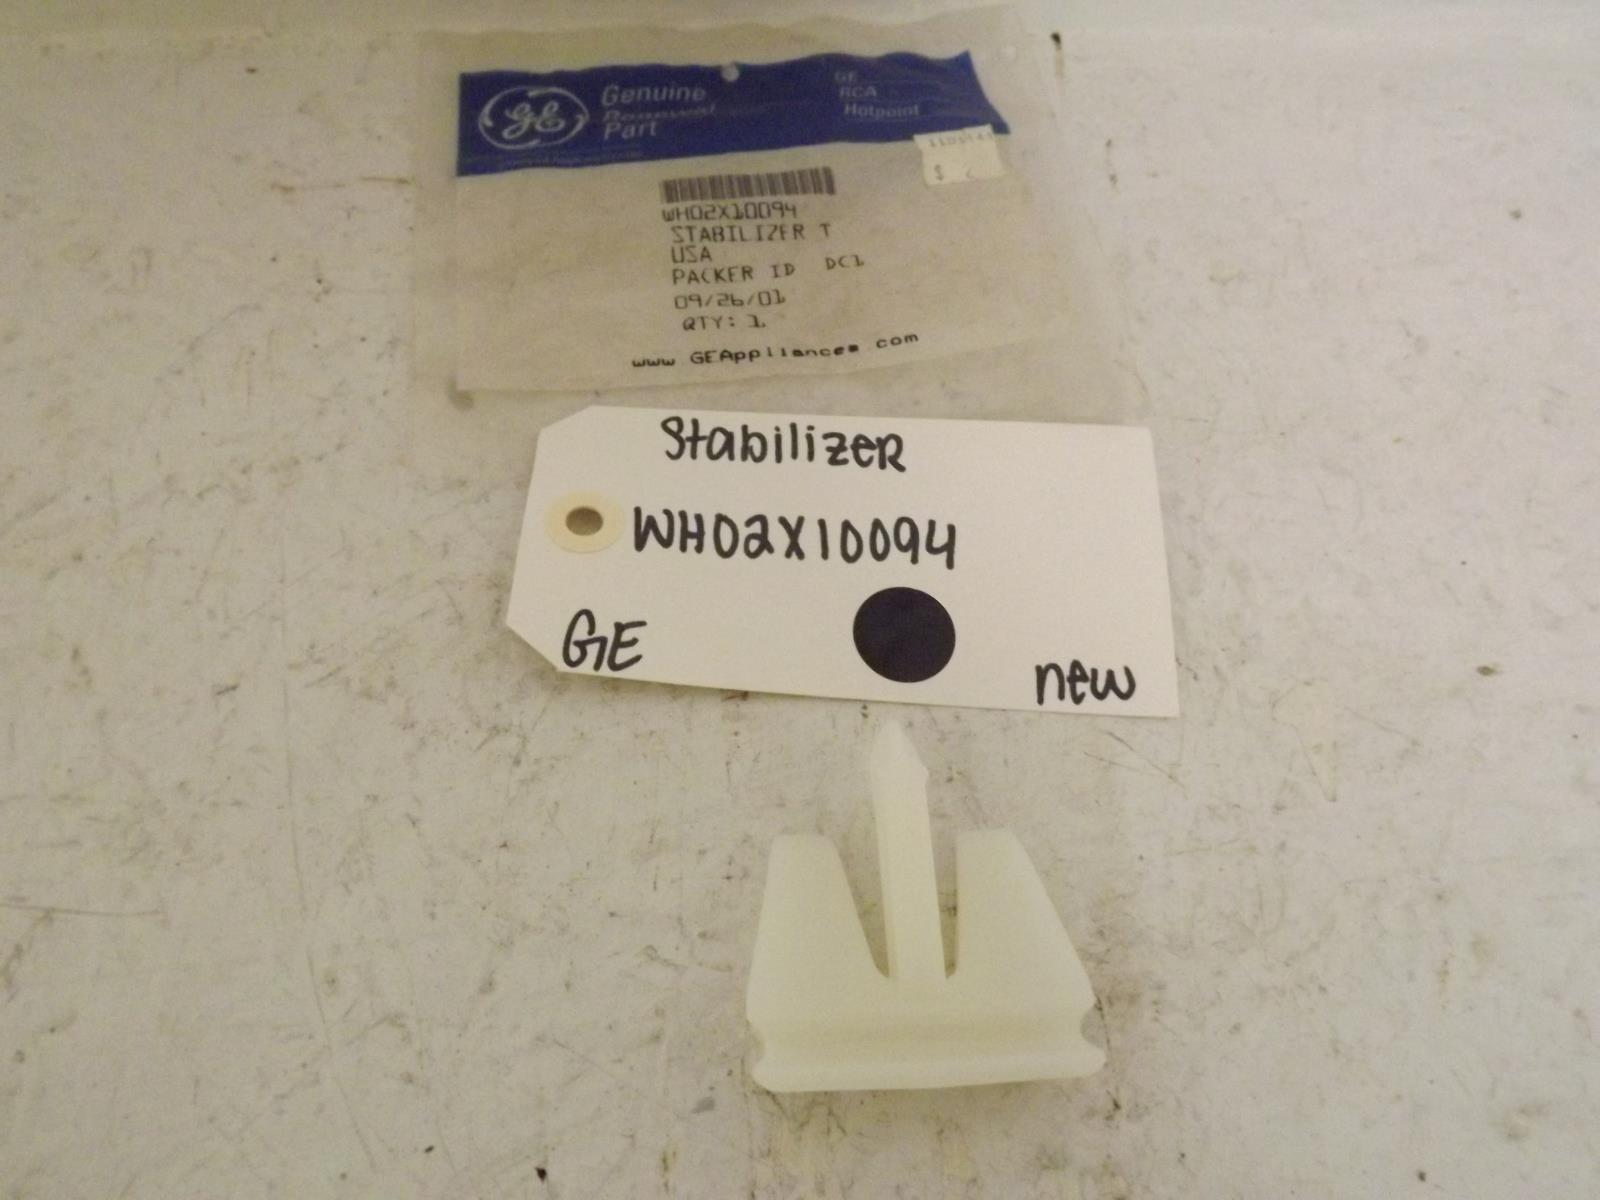 GE
Genuine
Renewal
Part
GE
RCA
Hotpoint
$
WH02X10094
STABILIZER T
USA
PACKER ID DC1
09/26/01
QTY: 1
www GEAppliances com
Stabilizer
WH02X10094
GE
new